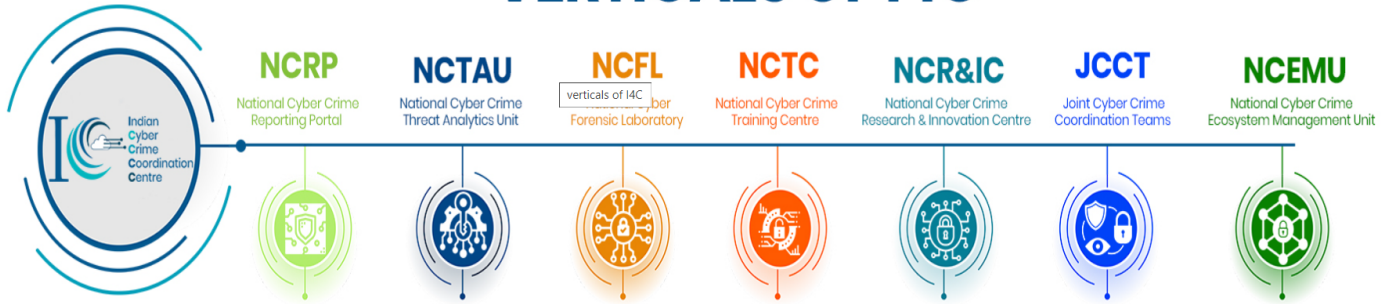 NCRP
National Cyber Crime
Reporting Portal
NCTAU
National Cyber Crime
Threat Analytics Unit
NCFL
verticals of I4C
Forensic Laboratory
NCTC
National Cyber Crime
Training Centre
NCR&IC
National Cyber Crime
Research & Innovation Centre
JCCT
Joint Cyber Crime
Coordination Teams
NCEMU
National Cyber Crime
Ecosystem Management Unit
Indian
Cyber
Crime
Coordination
Centre